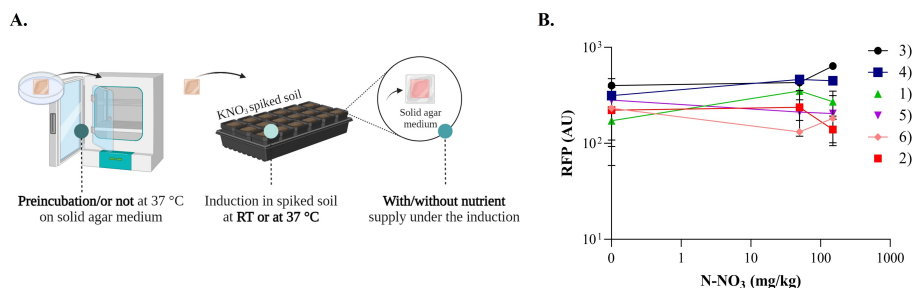 A.
KNO3 spiked soil
Solid agar
medium
Preincubation/or not at 37 °C
on solid agar medium
Induction in spiked soil
at RT or at 37 °C
With/without nutrient
supply under the induction
B.
RFP (AU)
10³
10²
10¹
0
1
10
100
1000
N-NO₃ (mg/kg)
3)
4)
1)
5)
6)
2)